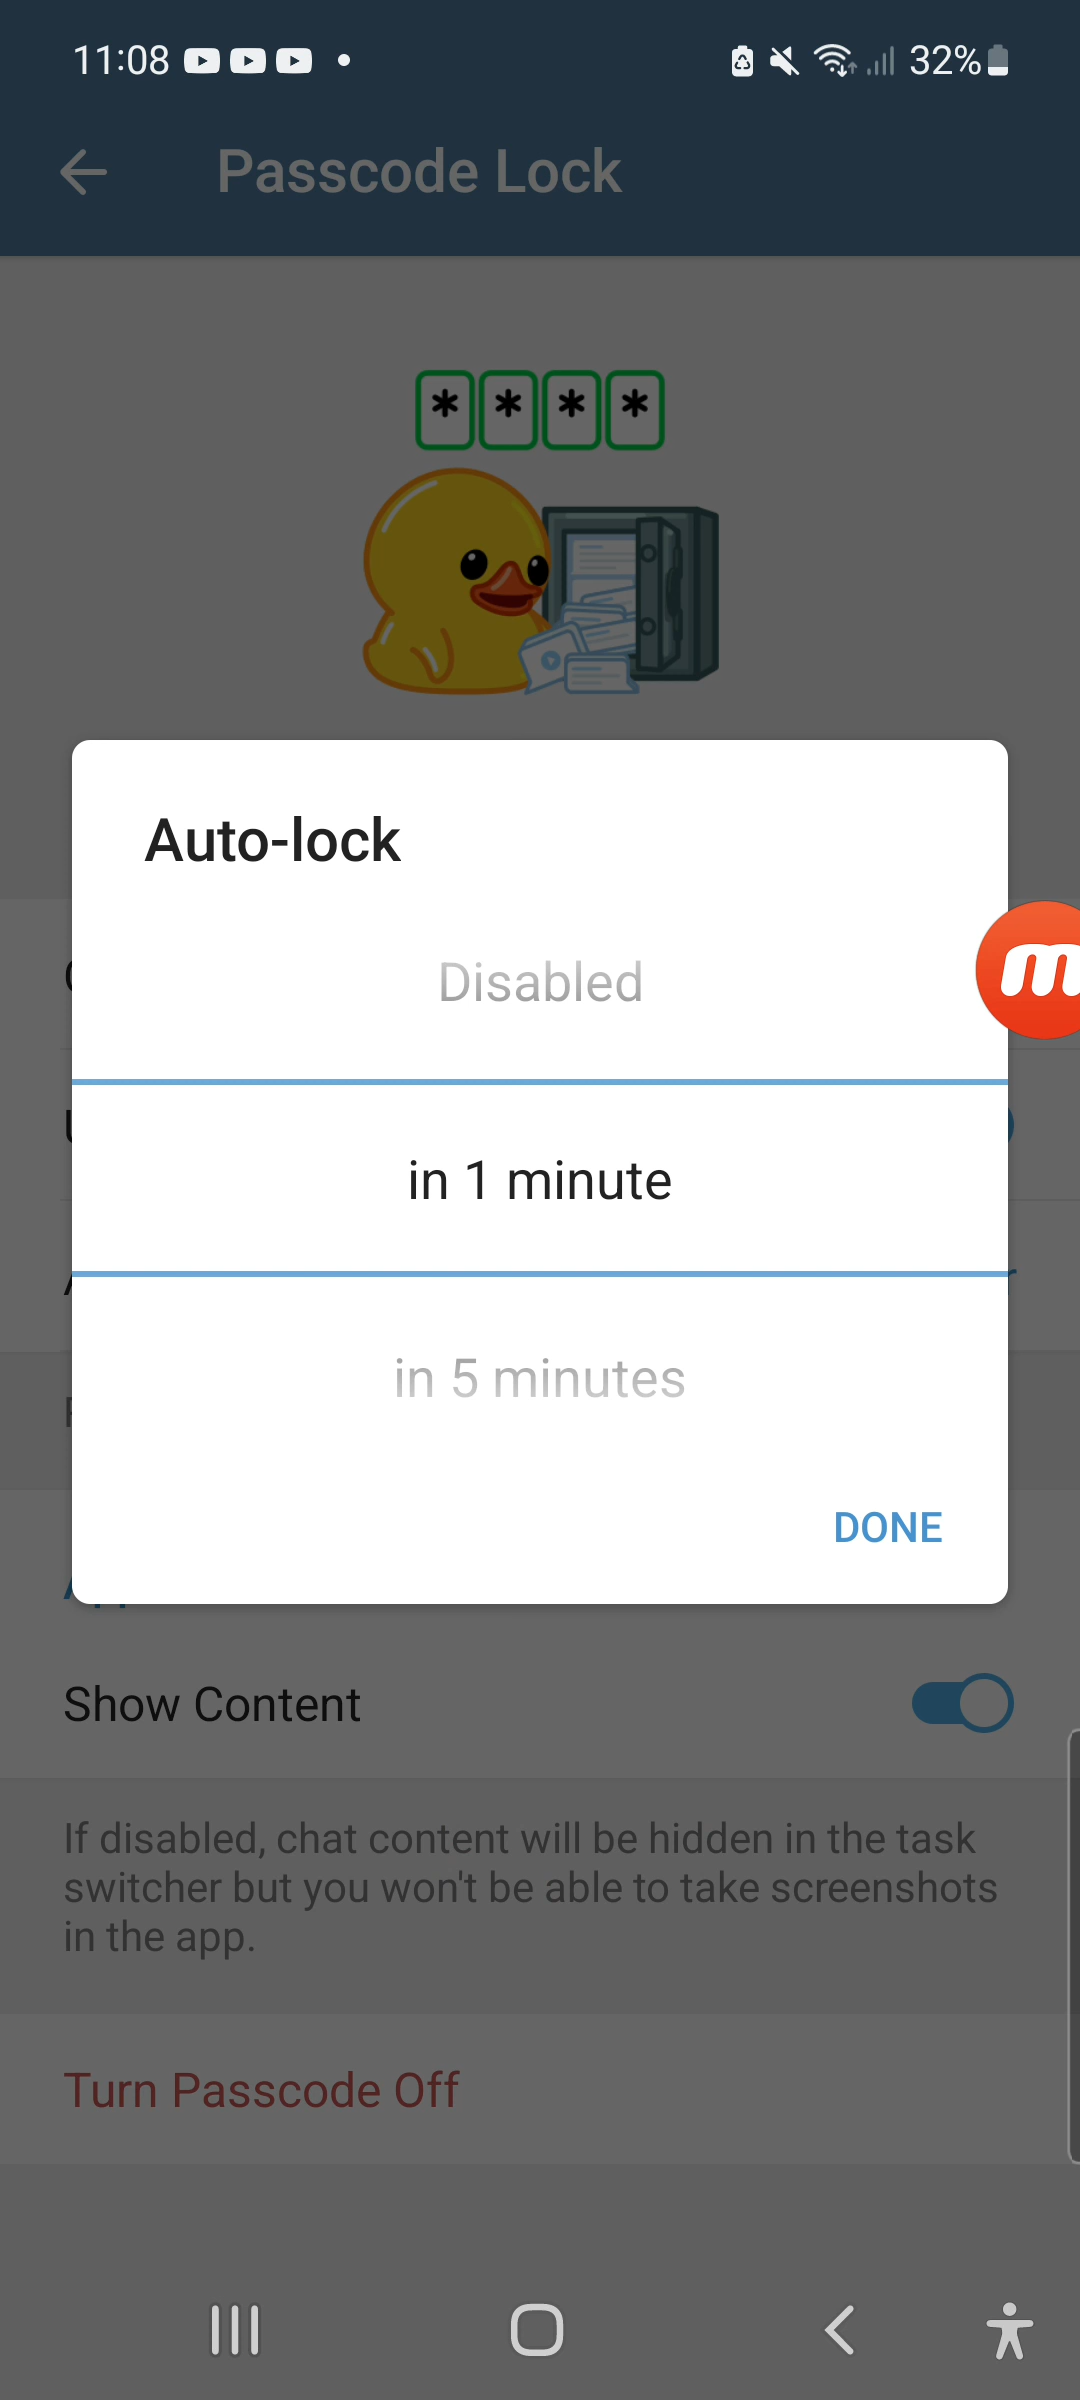 11:08
32%
Passcode Lock
* * * *
Auto-lock
Disabled
in 1 minute
in 5 minutes
DONE
Show Content
If disabled, chat content will be hidden in the task
switcher but you won't be able to take screenshots
in the app.
Turn Passcode Off